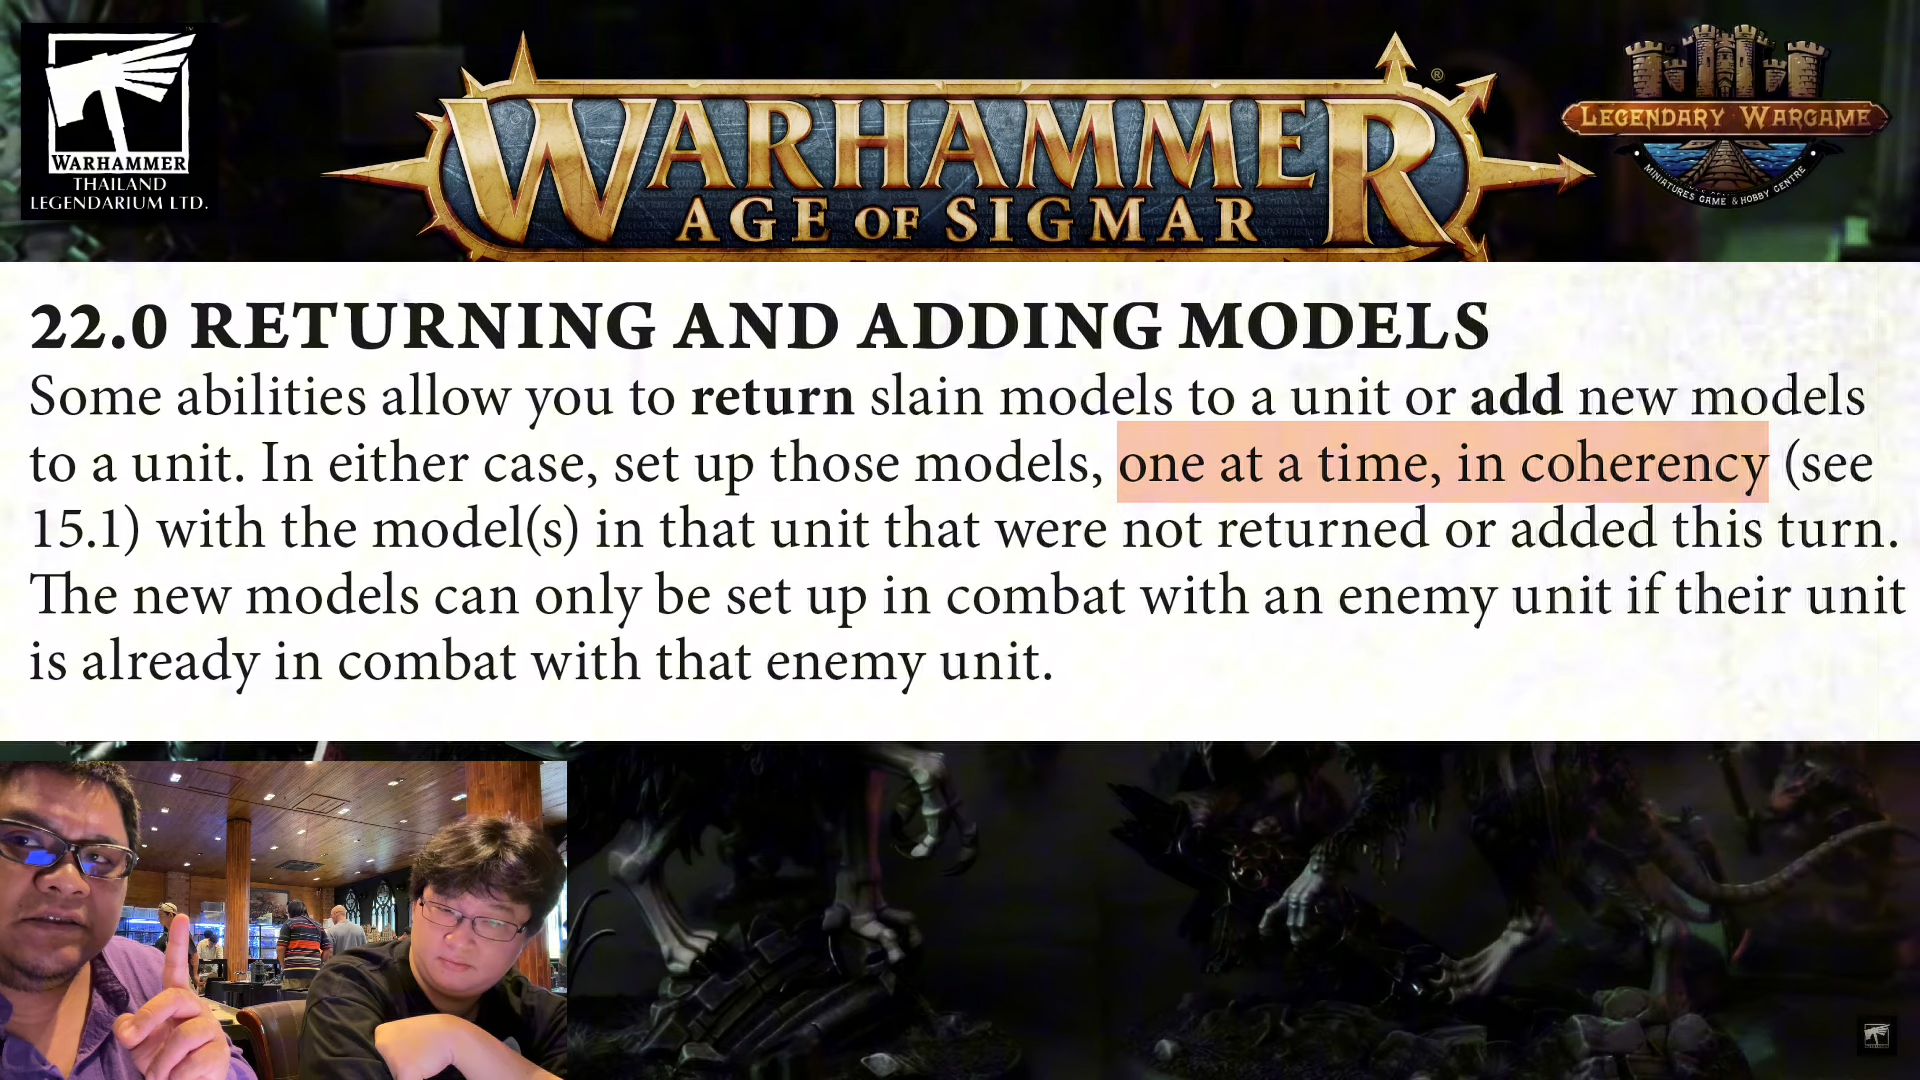 WARHAMMER
THAILAND
LEGENDARIUM LTD.
WARHAMMER®
AGE OF SIGMAR
LEGENDARY WARGAME
MINIATURES GAME & HOBBY CENTRE
22.0 RETURNING AND ADDING MODELS
Some abilities allow you to return slain models to a unit or add new models
to a unit. In either case, set up those models, one at a time, in coherency (see
15.1) with the model(s) in that unit that were not returned or added this turn.
The new models can only be set up in combat with an enemy unit if their unit
is already in combat with that enemy unit.